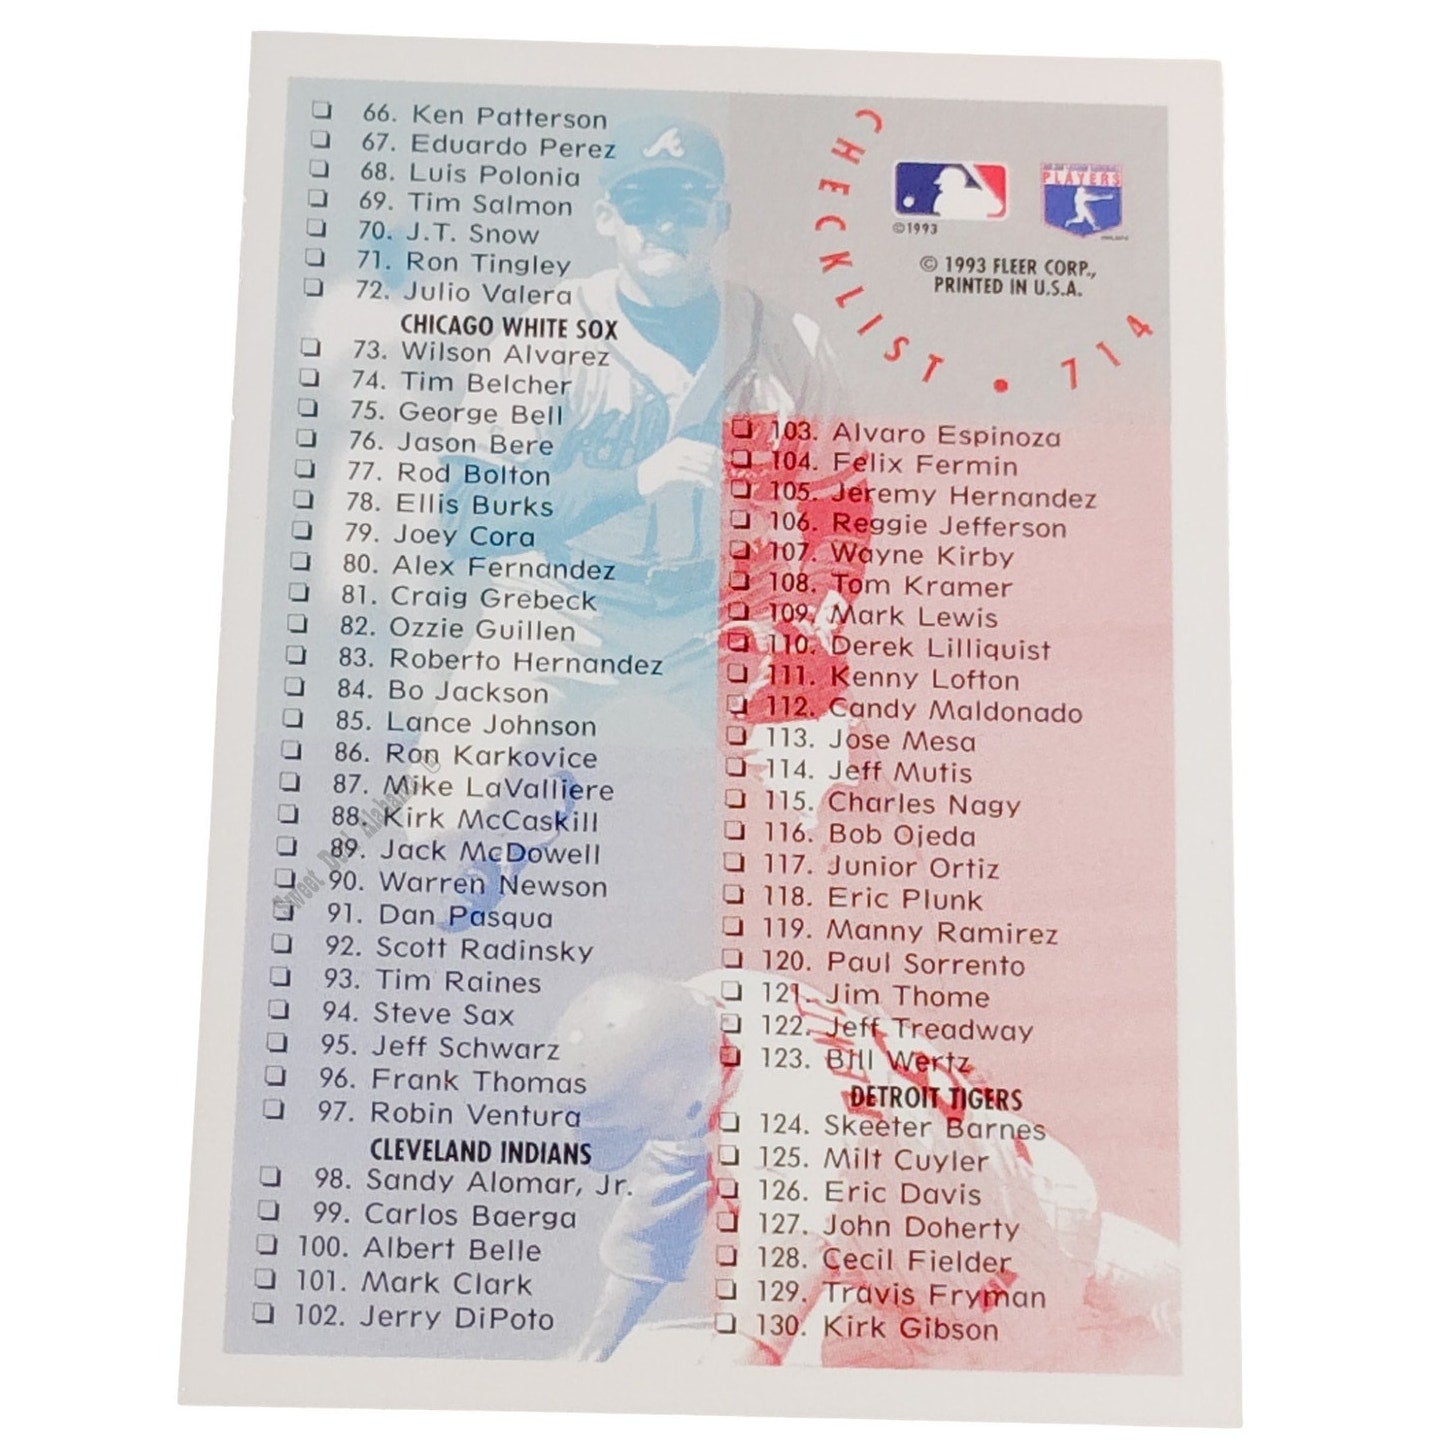 66. Ken Patterson
67. Eduardo Perez
68. Luis Polonia
69. Tim Salmon
70. J.T. Snow
71. Ron Tingley
72. Julio Valera
CHICAGO WHITE SOX
73. Wilson Alvarez
74. Tim Belcher
75. George Bell
76. Jason Bere
77. Rod Bolton
78. Ellis Burks
79. Joey Cora
80. Alex Fernandez
81. Craig Grebeck
82. Ozzie Guillen
83. Roberto Hernandez
84. Bo Jackson
85. Lance Johnson
86. Ron Karkovice
87. Mike LaValliere
88. Kirk McCaskill
89. Jack McDowell
90. Warren Newson
91. Dan Pasqua
92. Scott Radinsky
93. Tim Raines
94. Steve Sax
95. Jeff Schwarz
96. Frank Thomas
97. Robin Ventura
CLEVELAND INDIANS
98. Sandy Alomar, Jr.
99. Carlos Baerga
100. Albert Belle
101. Mark Clark
102. Jerry DiPoto
CHECKLIST • 714
©1993
PLAYERS
© 1993 FLEER CORP.,
PRINTED IN U.S.A.
103. Alvaro Espinoza
104. Felix Fermin
105. Jeremy Hernandez
106. Reggie Jefferson
107. Wayne Kirby
108. Tom Kramer
109. Mark Lewis
110. Derek Lilliquist
111. Kenny Lofton
112. Candy Maldonado
113. Jose Mesa
114. Jeff Mutis
115. Charles Nagy
116. Bob Ojeda
117. Junior Ortiz
118. Eric Plunk
119. Manny Ramirez
120. Paul Sorrento
121. Jim Thome
122. Jeff Treadway
123. Bill Wertz
DETROIT TIGERS
124. Skeeter Barnes
125. Milt Cuyler
126. Eric Davis
127. John Doherty
128. Cecil Fielder
129. Travis Fryman
130. Kirk Gibson